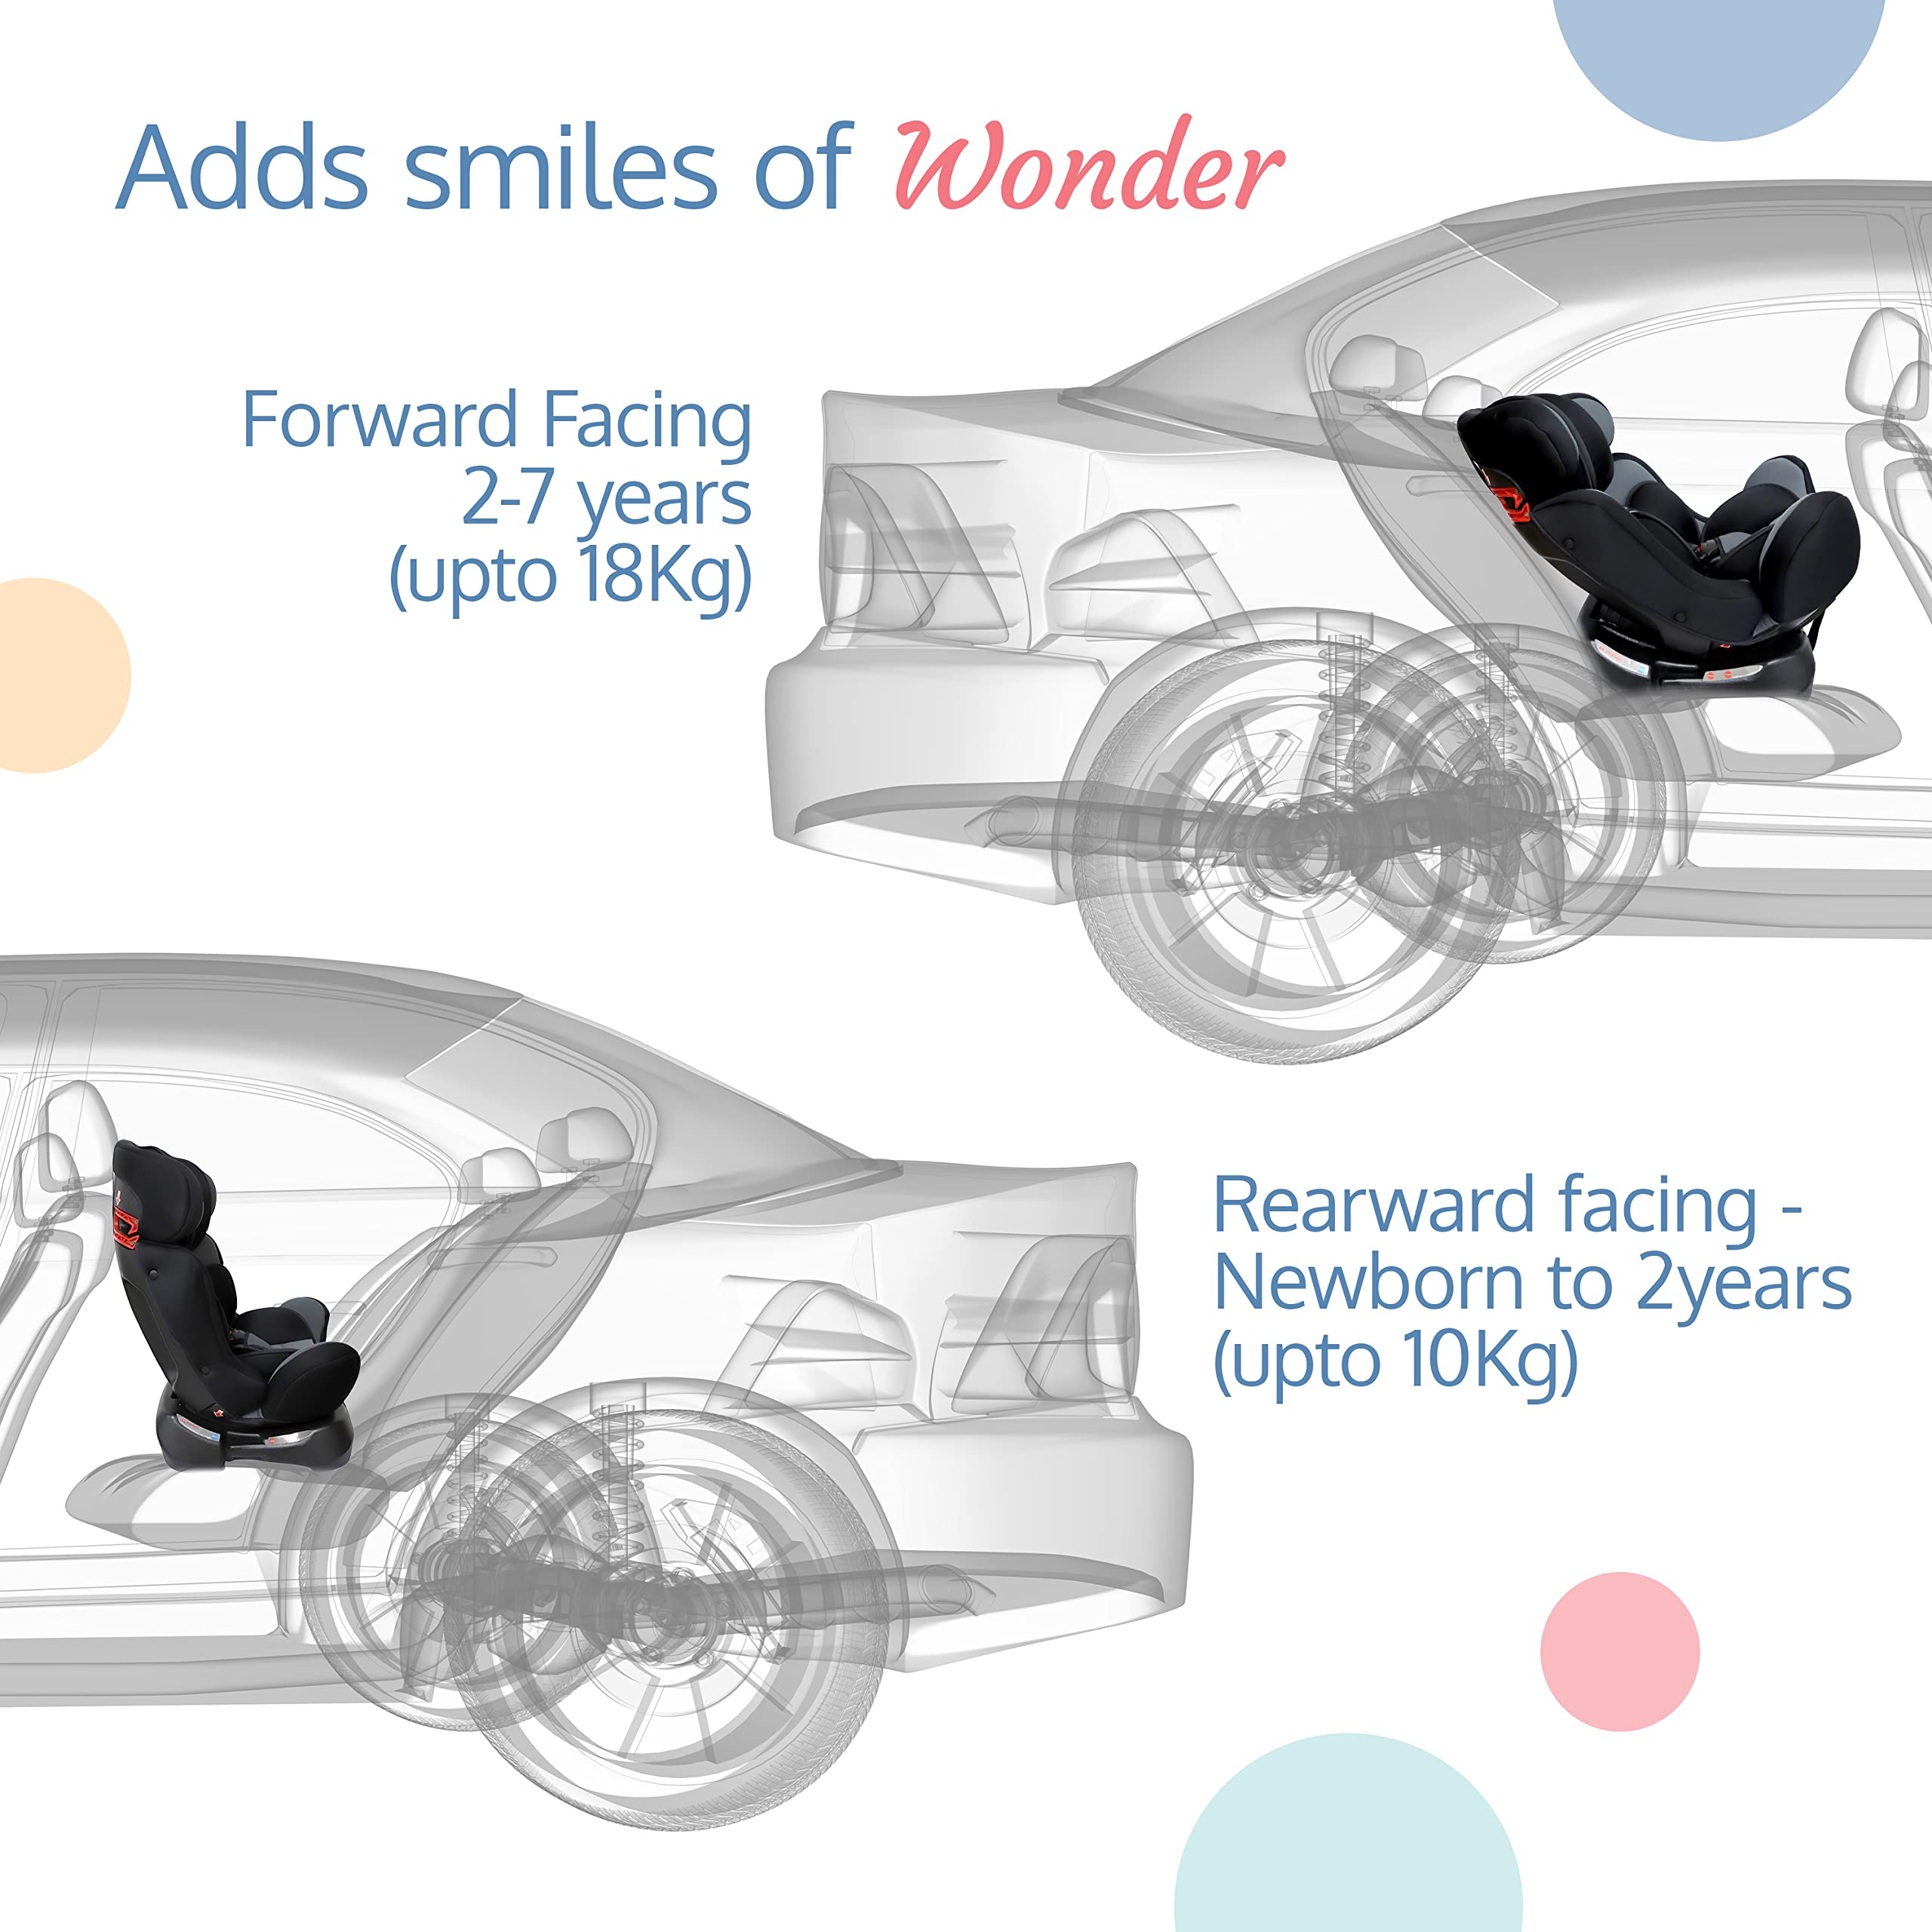 Adds smiles of Wonder
Forward Facing
2-7 years
(upto 18Kg)
Rearward facing -
Newborn to 2years
(upto 10Kg)